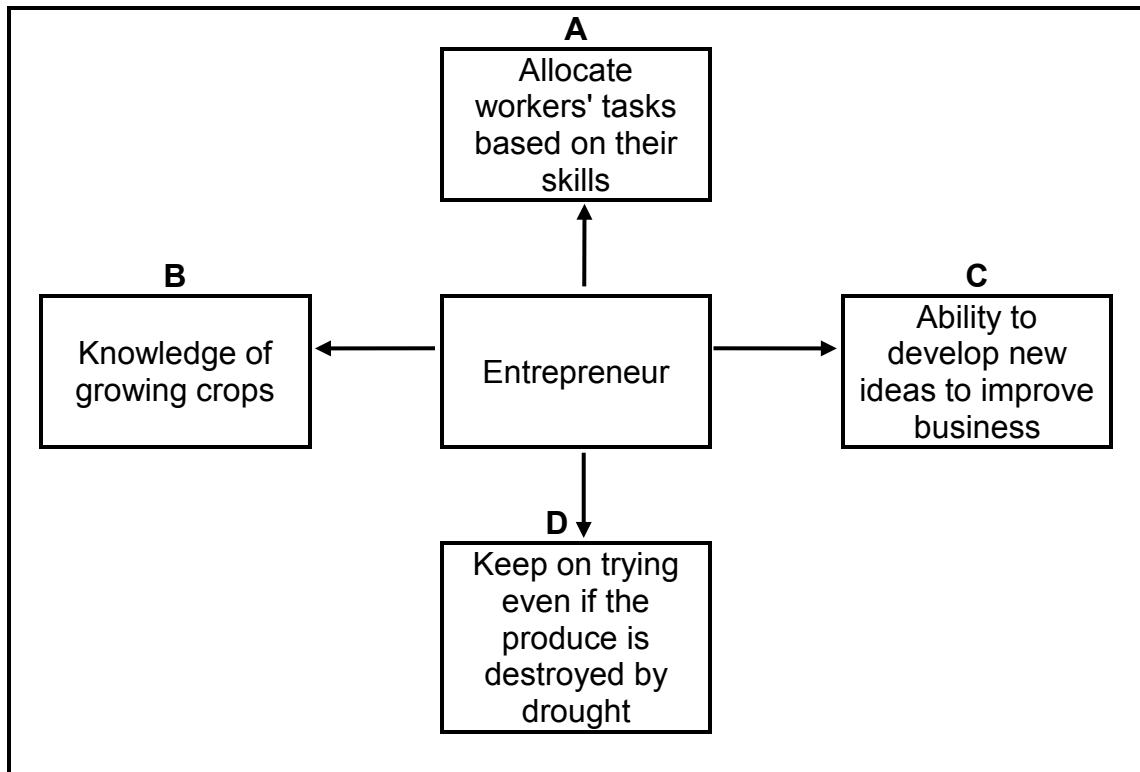 A
Allocate
workers' tasks
based on their
skills
B
Knowledge of
growing crops
Entrepreneur
C
Ability to
develop new
ideas to improve
business
D
Keep on trying
even if the
produce is
destroyed by
drought